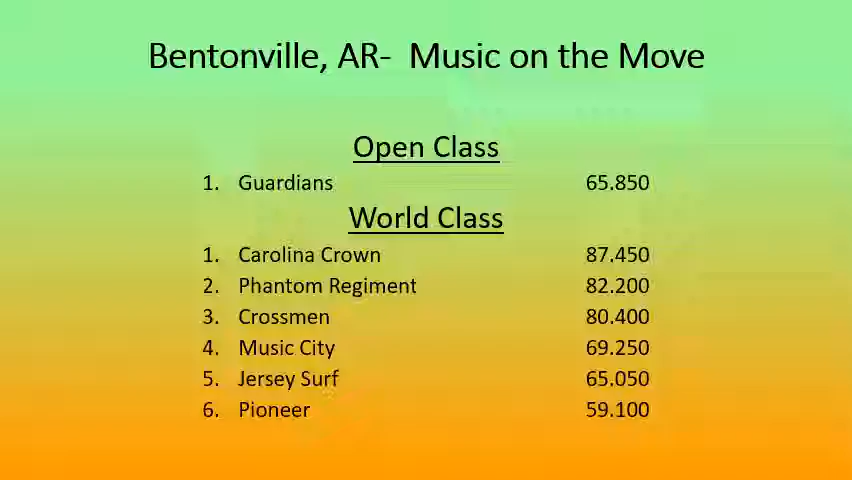 Bentonville, AR-  Music on the Move
Open Class
1. Guardians 65.850
World Class
1. Carolina Crown 87.450
2. Phantom Regiment 82.200
3. Crossmen 80.400
4. Music City 69.250
5. Jersey Surf 65.050
6. Pioneer 59.100